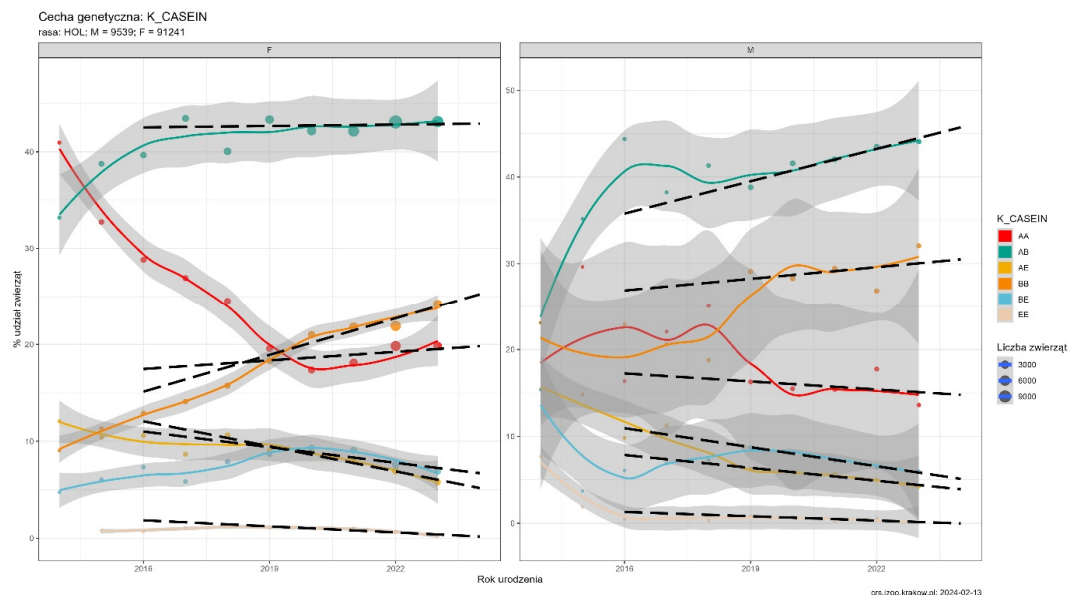 Cecha genetyczna: K_CASEIN
rasa: HOL; M = 9539; F = 91241
F
M
% udział zwierząt
40
30
20
10
0
50
40
30
20
10
0
2016
2019
2022
2016
2019
2022
Rok urodzenia
K_CASEIN
AA
AB
AE
BB
BE
EE
Liczba zwierząt
3000
6000
9000
ors.izoo.krakow.pl; 2024-02-13